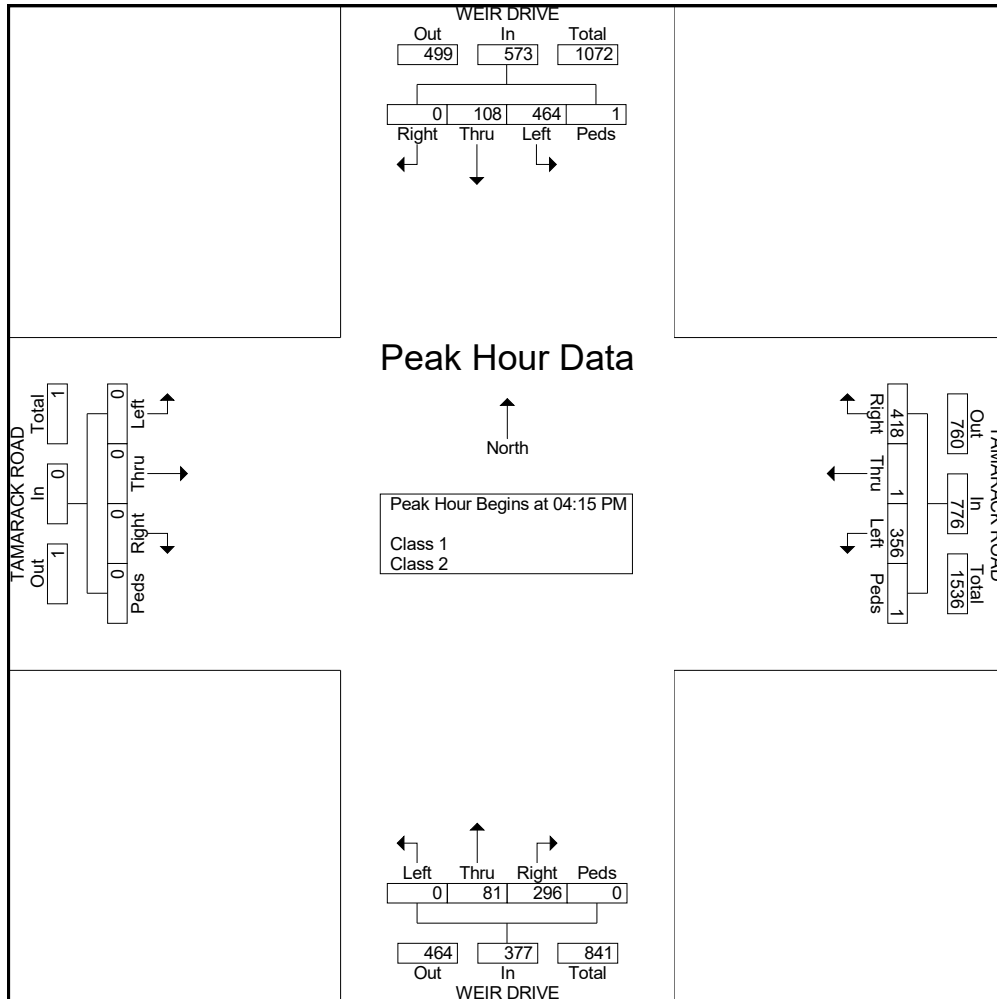 WEIR DRIVE
Out In Total
499 573 1072
0 108 464 1
Right Thru Left Peds
Peak Hour Data
North
Peak Hour Begins at 04:15 PM
Class 1
Class 2
TAMARACK ROAD
Out In Total
1 0 1
0 0 0 0
Left Thru Right Peds
TAMARACK ROAD
Out In Total
760 776 1536
418 1 356 1
Right Thru Left Peds
Left Thru Right Peds
0 81 296 0
464 377 841
Out In Total
WEIR DRIVE